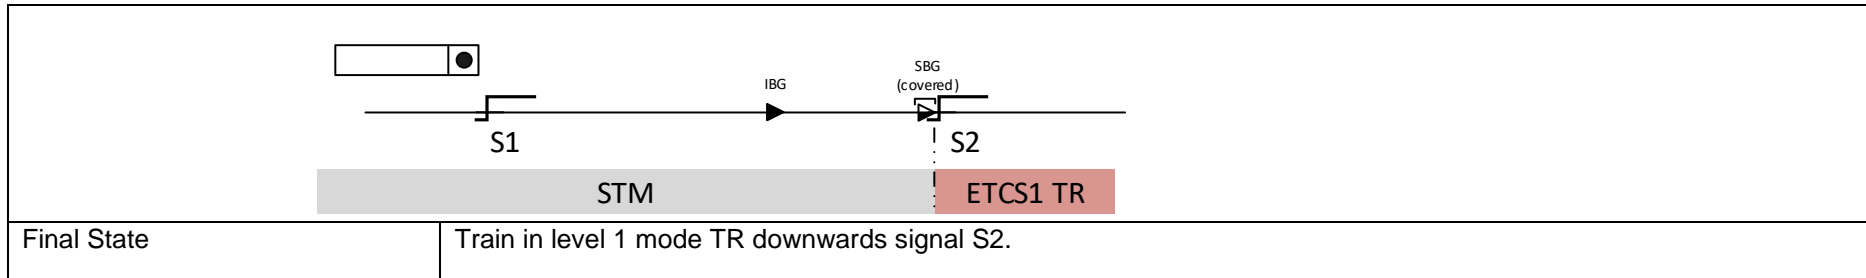 SBG
(covered)
IBG
S1
S2
STM
ETCS1 TR
Final State
Train in level 1 mode TR downwards signal S2.